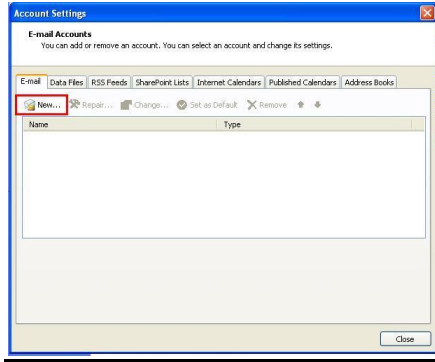 Account Settings
E-mail Accounts
You can add or remove an account. You can select an account and change its settings.
E-mail Data Files RSS Feeds SharePoint Lists Internet Calendars Published Calendars Address Books
New... Repair... Change... Set as Default Remove
Name Type
Close